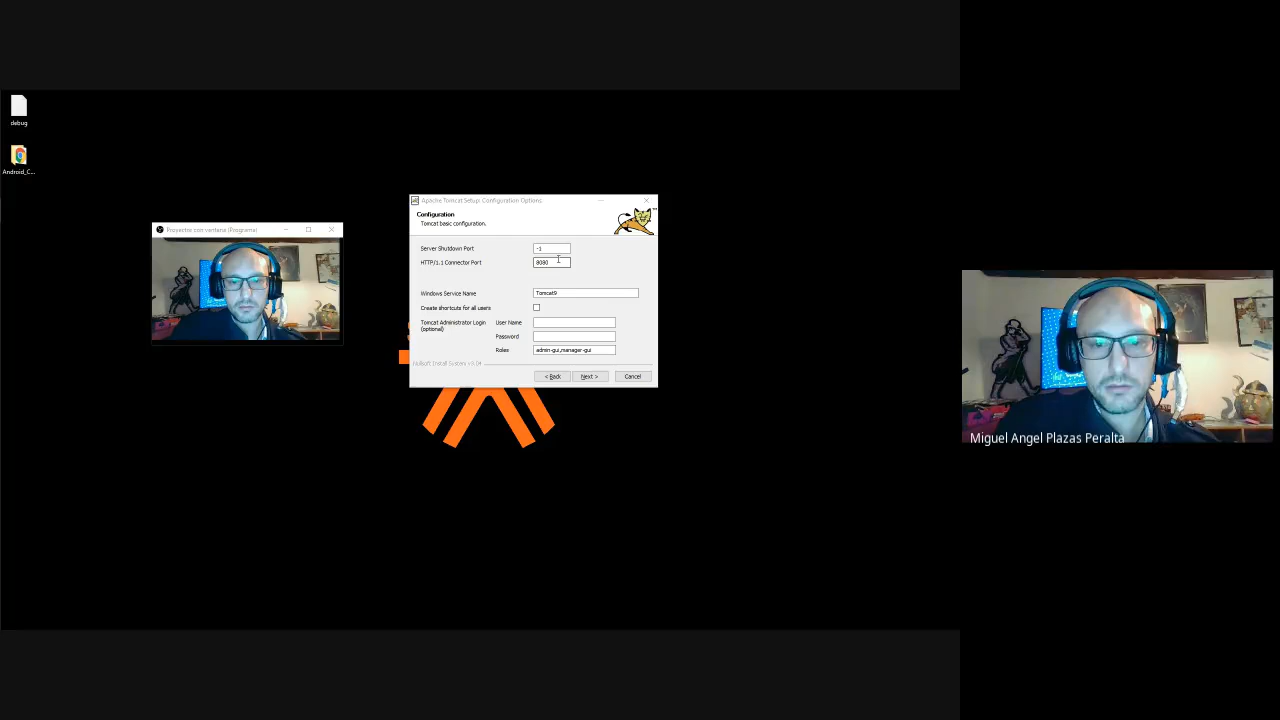 debug
Android_C...
Proyector con ventana (Programa)
Apache Tomcat Setup: Configuration Options
Configuration
Tomcat basic configuration.
Server Shutdown Port
-1
HTTP/1.1 Connector Port
8080
Windows Service Name
Tomcat9
Create shortcuts for all users
Tomcat Administrator Login
(optional)
User Name
Password
Roles
admin-gui,manager-gui
Nullsoft Install System
< Back
Next >
Cancel
Miguel Angel Plazas Peralta